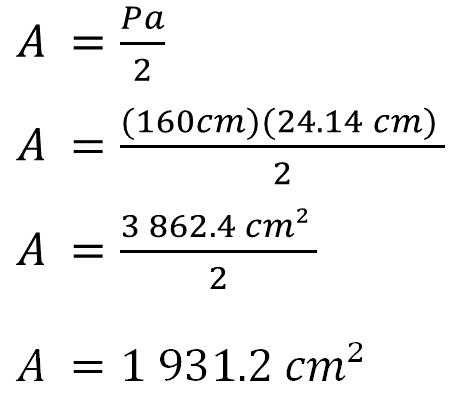 A = Pa/2
A = (160cm)(24.14 cm)/2
A = 3 862.4 cm²/2
A = 1 931.2 cm²